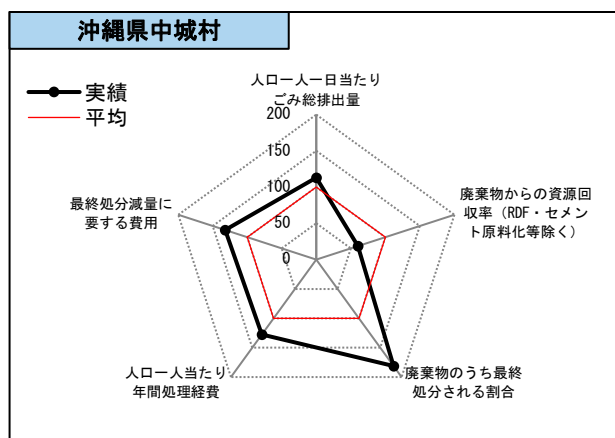 沖縄県中城村
実績
平均
人口一人一日当たり
ごみ総排出量
200
150
100
50
0
廃棄物からの資源回
収率（RDF・セメン
ト原料化等除く）
最終処分減量に
要する費用
人口一人当たり
年間処理経費
廃棄物のうち最終
処分される割合